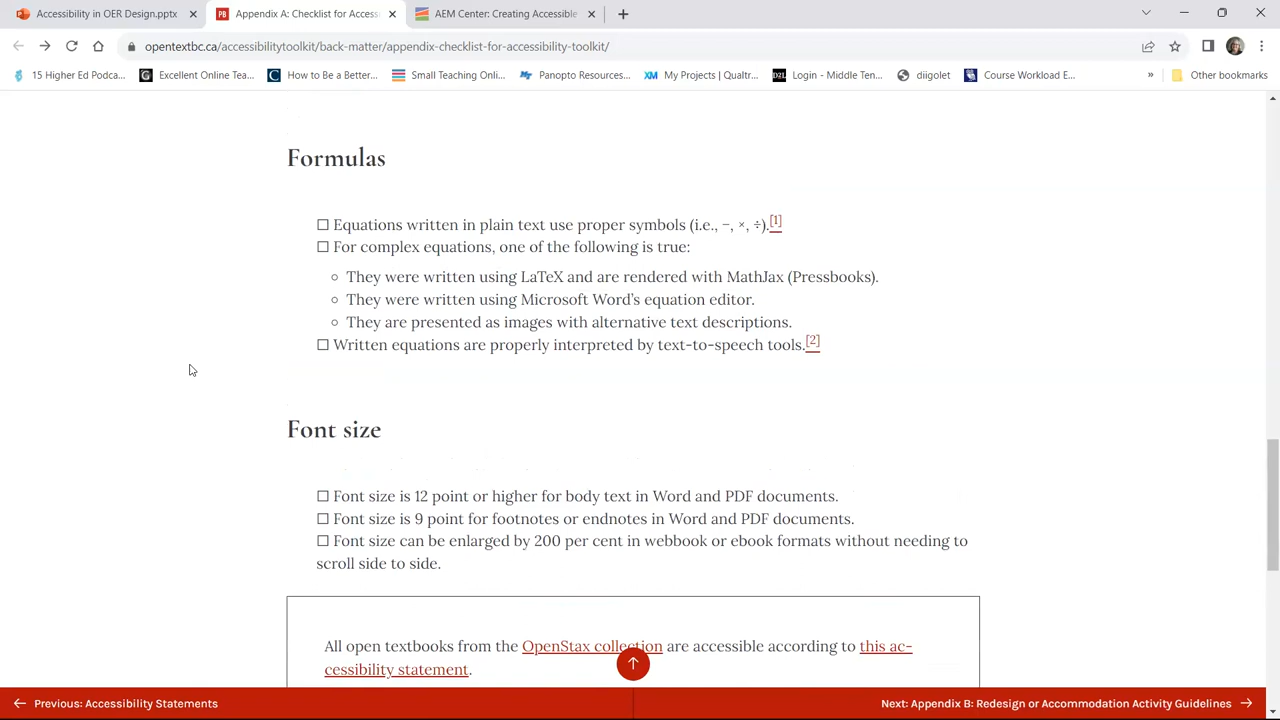 Accessibility in OER Design.pptx
Appendix A: Checklist for Access
AEM Center: Creating Accessible
opentextbc.ca/accessibilitytoolkit/back-matter/appendix-checklist-for-accessibility-toolkit/
15 Higher Ed Podca...
Excellent Online Tea...
How to Be a Better...
Small Teaching Onli...
Panopto Resources...
XM My Projects | Qualtr...
D2L Login - Middle Ten...
diigolet
Course Workload E...
» Other bookmarks
Formulas
☐ Equations written in plain text use proper symbols (i.e., −, ×, ÷).[1]
☐ For complex equations, one of the following is true:
◦ They were written using LaTeX and are rendered with MathJax (Pressbooks).
◦ They were written using Microsoft Word’s equation editor.
◦ They are presented as images with alternative text descriptions.
☐ Written equations are properly interpreted by text-to-speech tools.[2]
Font size
☐ Font size is 12 point or higher for body text in Word and PDF documents.
☐ Font size is 9 point for footnotes or endnotes in Word and PDF documents.
☐ Font size can be enlarged by 200 per cent in webbook or ebook formats without needing to
scroll side to side.
All open textbooks from the OpenStax collection are accessible according to this ac-
cessibility statement.
← Previous: Accessibility Statements
Next: Appendix B: Redesign or Accommodation Activity Guidelines →